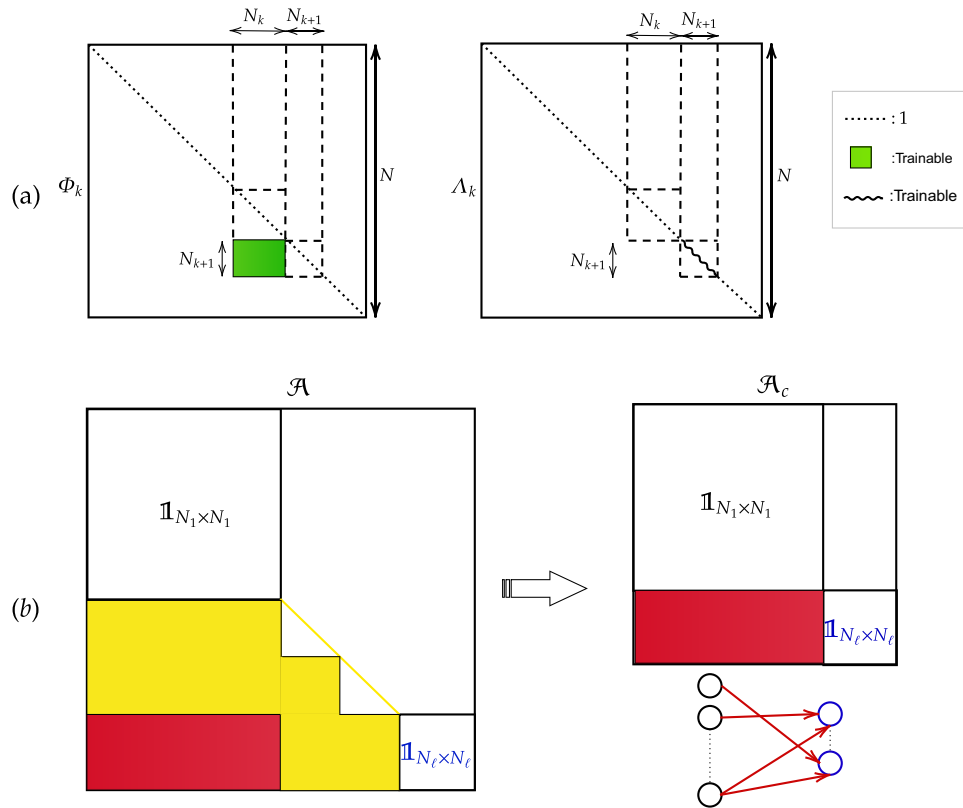 N_k N_{k+1}
N_k N_{k+1}
: 1
:Trainable
:Trainable
(a) Φ_k N
Λ_k N
N_{k+1}
N_{k+1}
𝒜
𝒜_c
𝟙_{N_1×N_1}
𝟙_{N_1×N_1}
(b)
𝟙_{N_ℓ×N_ℓ}
𝟙_{N_ℓ×N_ℓ}